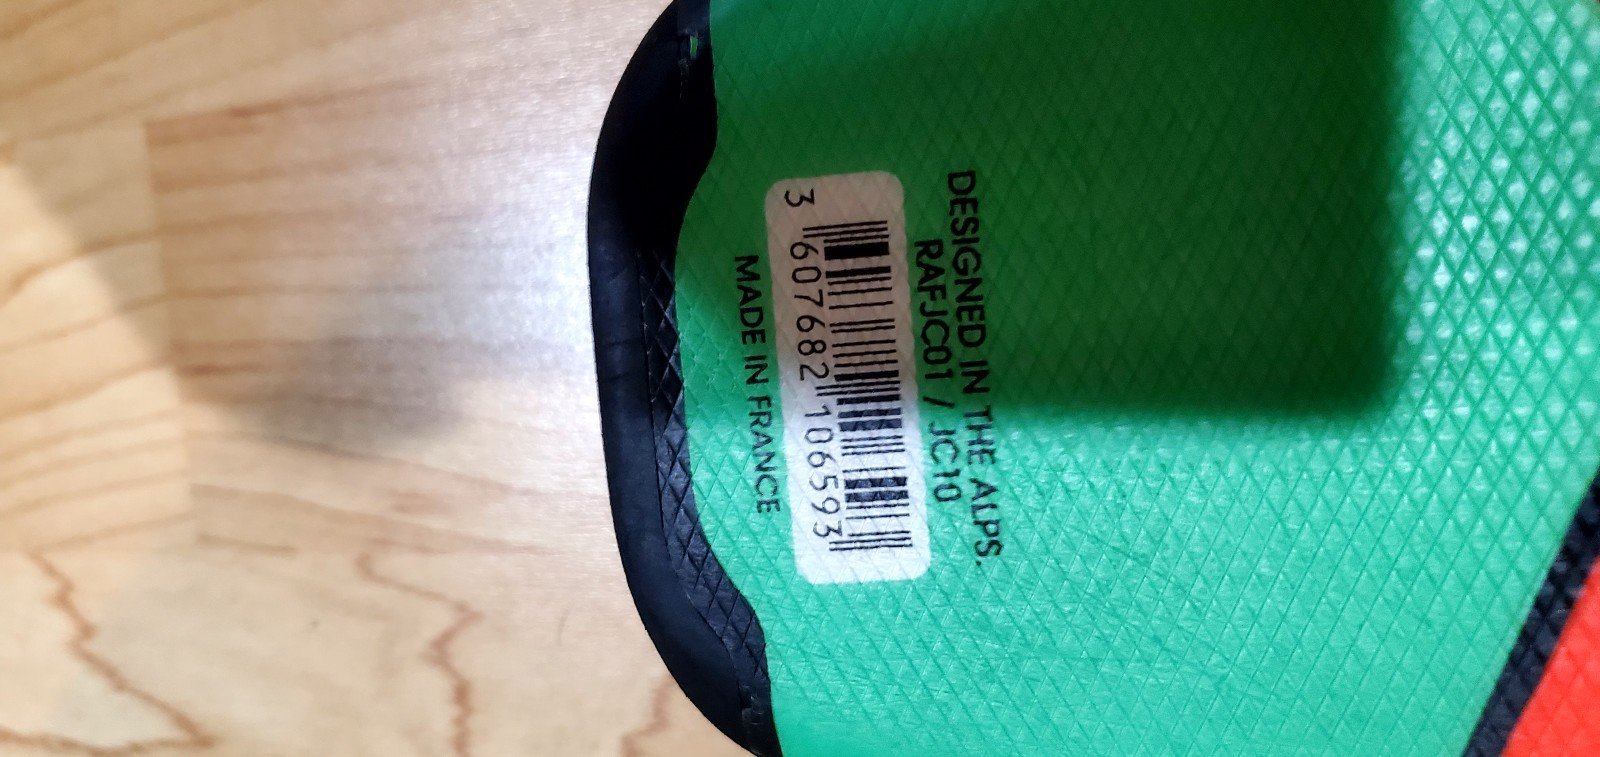 DESIGNED IN THE ALPS.
RAFJC01 / JC10
3 607682 106593
MADE IN FRANCE